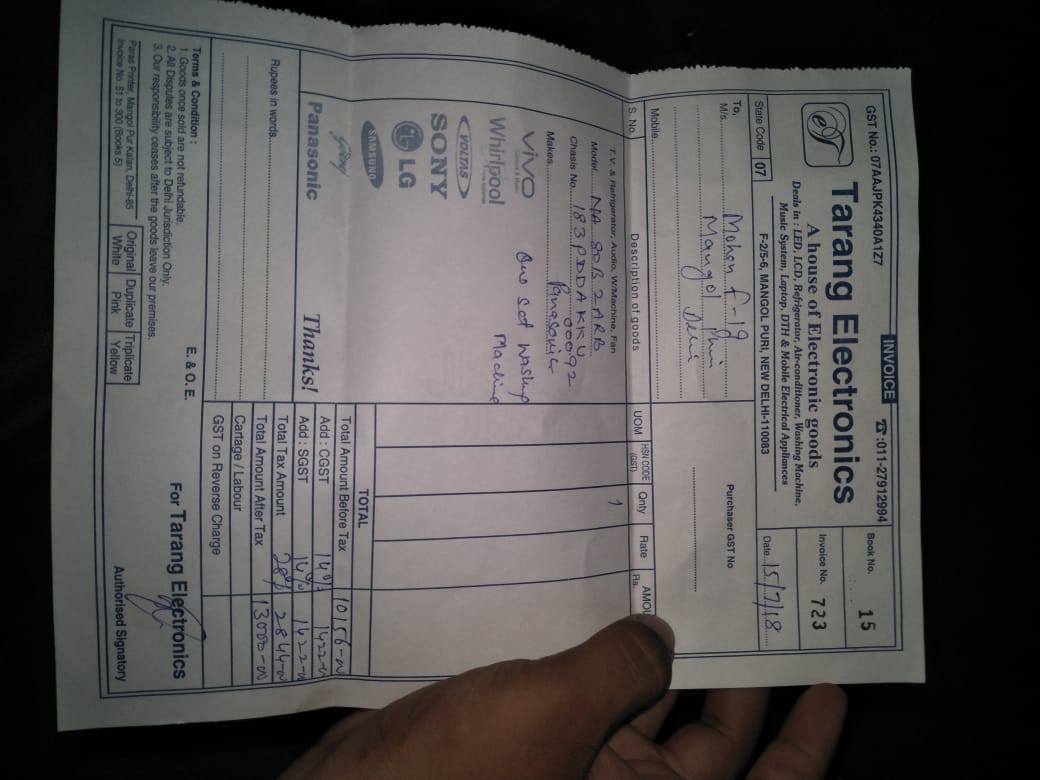 GST No.: 07AAJPK4340A1Z7
INVOICE
☎:011-27912994
Tarang Electronics
A house of Electronic goods
Deals in : LED, LCD, Refrigerator, Air-conditioner, Washing Machine,
Music System, Laptop, DTH & Mobile Electrical Appliances
Book No. 15
Invoice No. 723
State Code 07
F-2/5-6, MANGOL PURI, NEW DELHI-110083
Date 15/7/18
To,
M/s. Mohan F-19
Mangol Puri
Delhi
Mobile
Purchaser GST No
S. No. Description of goods UOM HSN CODE (GST) Qnty Rate AMOU
Rs.
T.V. & Refrigerator, Audio, W/Machine, Fan 1
Model NA 80B2ARB
Chasis No. 183PDDAKKU
00092
Makes Panasonic
VIVO
One set Washing
Machine
Whirlpool
VOLTAS
SONY
LG
SAMSUNG
Godrej
Panasonic
Thanks!
TOTAL
Total Amount Before Tax 10156-00
Add : CGST 14% 1422-00
Add : SGST 14% 1422-00
Rupees in words
Total Tax Amount 28% 2844-00
Total Amount After Tax 13000-00
Cartage / Labour
GST on Reverse Charge
Terms & Condition :
E. & O. E.
1. Goods once sold are not refundable.
2. All Disputes are subject to Delhi Jurisdiction Only.
3. Our responsibility ceases after the goods leave our premises.
For Tarang Electronics
Paras Printer, Mangol Pur Kalan, Delhi-85
Invoice No. 51 to 300 (Books 5)
Original Duplicate Triplicate
White Pink Yellow
Authorised Signatory